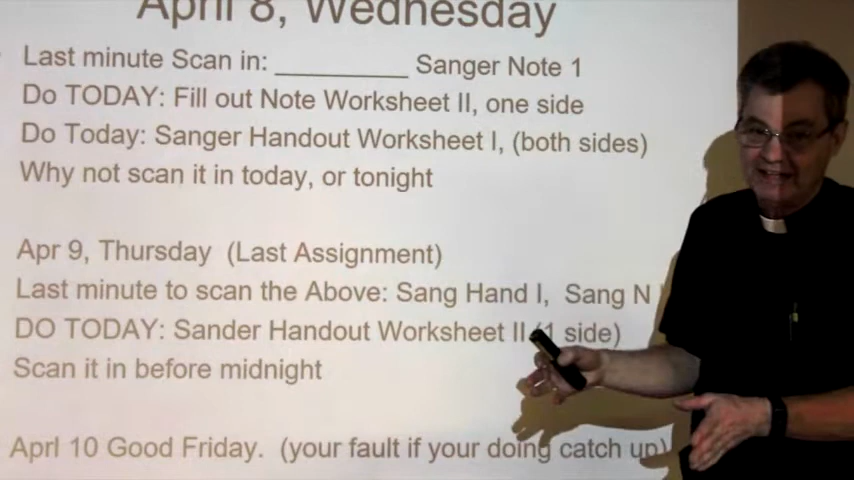 April 8, Wednesday
Last minute Scan in: __________ Sanger Note 1
Do TODAY: Fill out Note Worksheet II, one side
Do Today: Sanger Handout Worksheet I, (both sides)
Why not scan it in today, or tonight
Apr 9, Thursday (Last Assignment)
Last minute to scan the Above: Sang Hand I, Sang N
DO TODAY: Sander Handout Worksheet II (1 side)
Scan it in before midnight
Aprl 10 Good Friday. (your fault if your doing catch up)